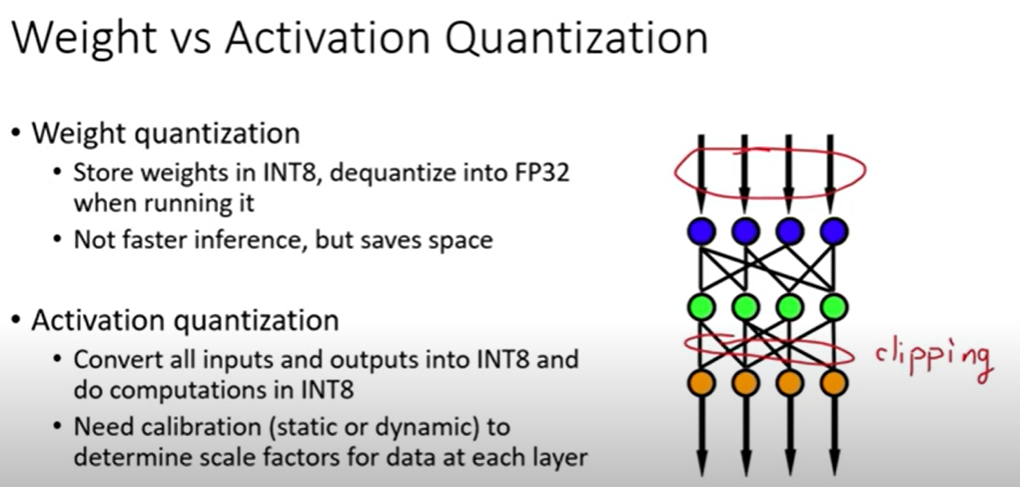 Weight vs Activation Quantization
• Weight quantization
• Store weights in INT8, dequantize into FP32
when running it
• Not faster inference, but saves space
• Activation quantization
• Convert all inputs and outputs into INT8 and
do computations in INT8
• Need calibration (static or dynamic) to
determine scale factors for data at each layer
clipping